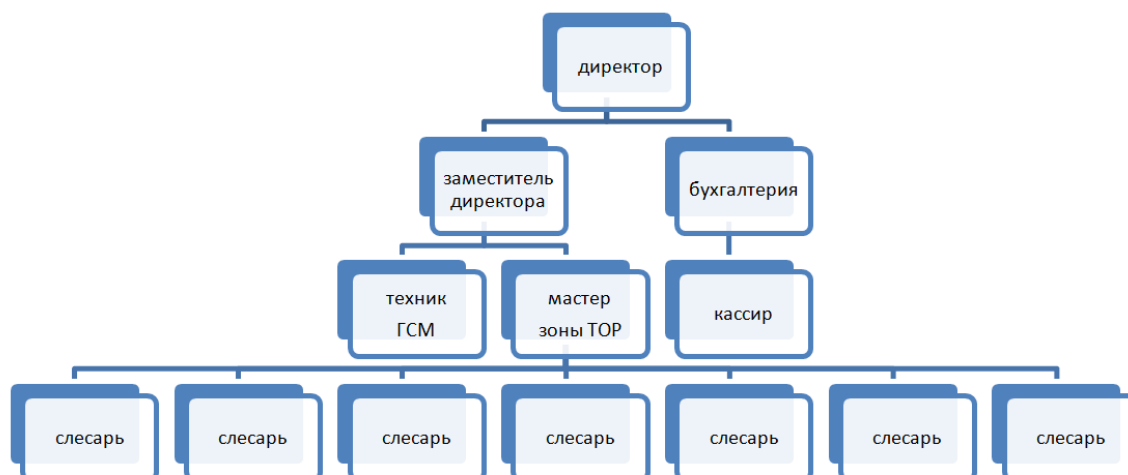 директор
заместитель
директора
бухгалтерия
техник
ГСМ
мастер
зоны ТОР
кассир
слесарь
слесарь
слесарь
слесарь
слесарь
слесарь
слесарь